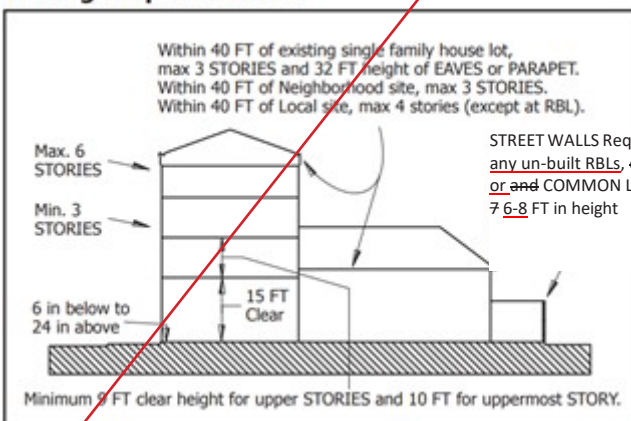 Within 40 FT of existing single family house lot,
max 3 STORIES and 32 FT height of EAVES or PARAPET.
Within 40 FT of Neighborhood site, max 3 STORIES.
Within 40 FT of Local site, max 4 stories (except at RBL).
STREET WALLS Req
any un-built RBLs,
or and COMMON L
7 6-8 FT in height
Max. 6
STORIES
Min. 3
STORIES
6 in below to
24 in above
15 FT
Clear
Minimum 9 FT clear height for upper STORIES and 10 FT for uppermost STORY.